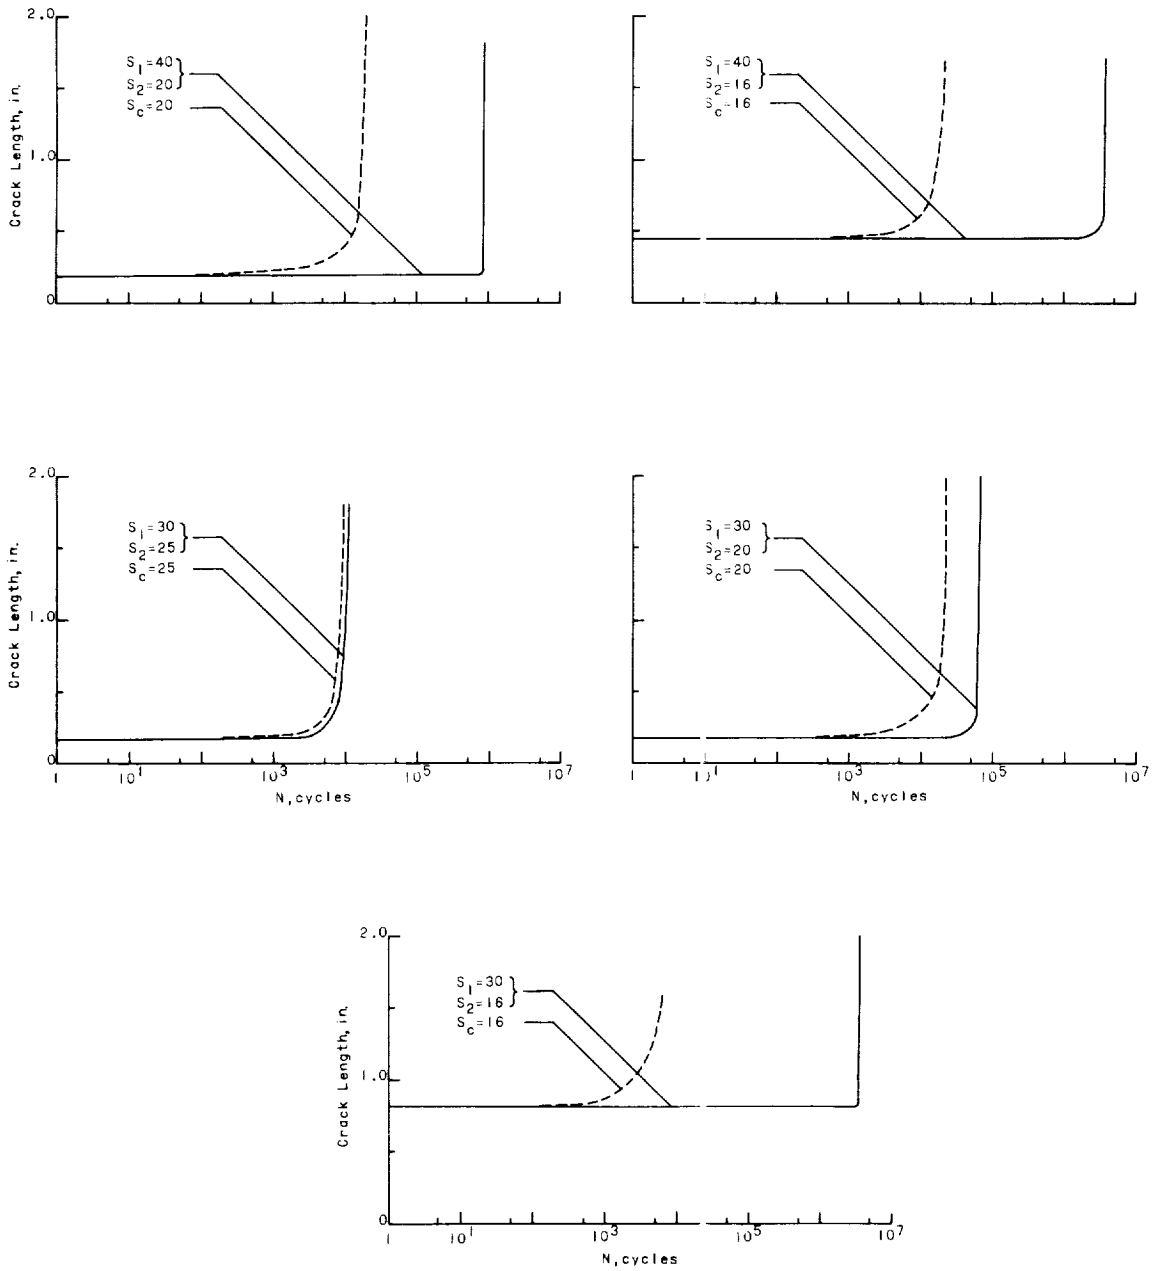 2.0
S1=40
S2=20
Sc=20
1.0
Crack Length, in.
0
S1=40
S2=16
Sc=16
2.0
S1=30
S2=25
Sc=25
1.0
Crack Length, in.
0
1 10^1 10^3 10^5 10^7
N, cycles
S1=30
S2=20
Sc=20
1 10^1 10^3 10^5 10^7
N, cycles
2.0
S1=30
S2=16
Sc=16
1.0
Crack Length, in.
0
1 10^1 10^3 10^5 10^7
N, cycles